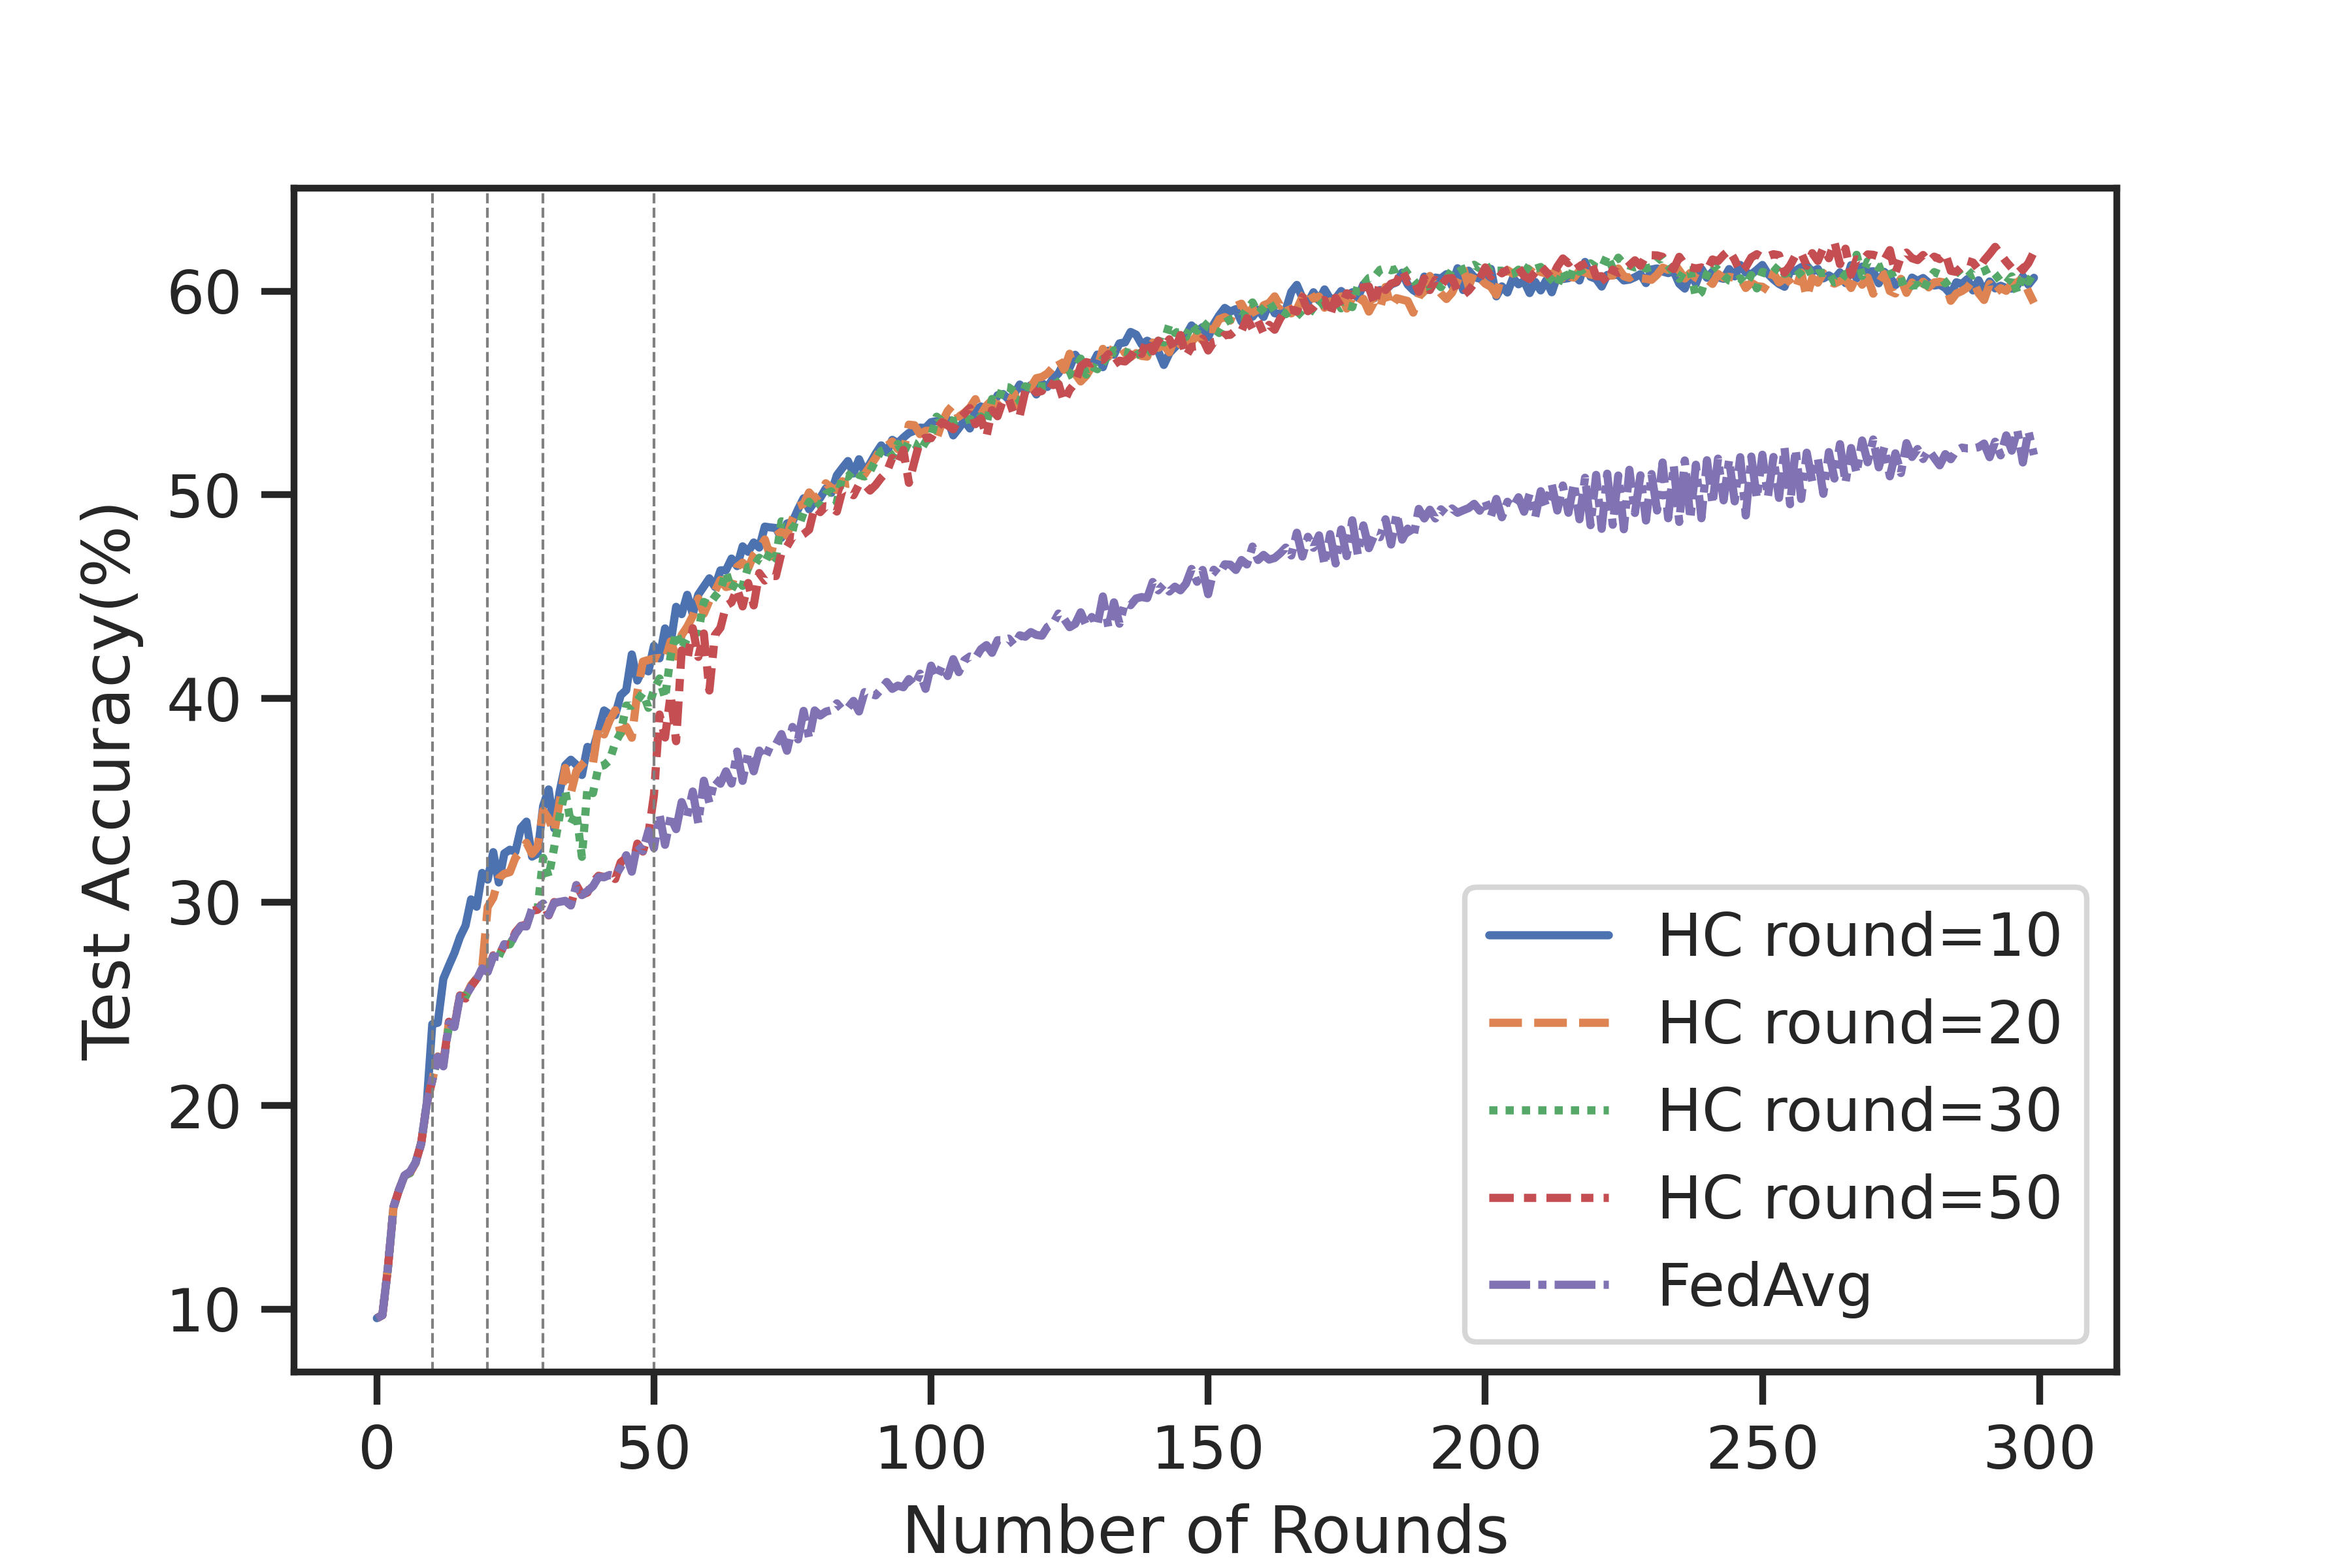 60
50
40
30
20
10
Test Accuracy(%)
HC round=10
HC round=20
HC round=30
HC round=50
FedAvg
0 50 100 150 200 250 300
Number of Rounds